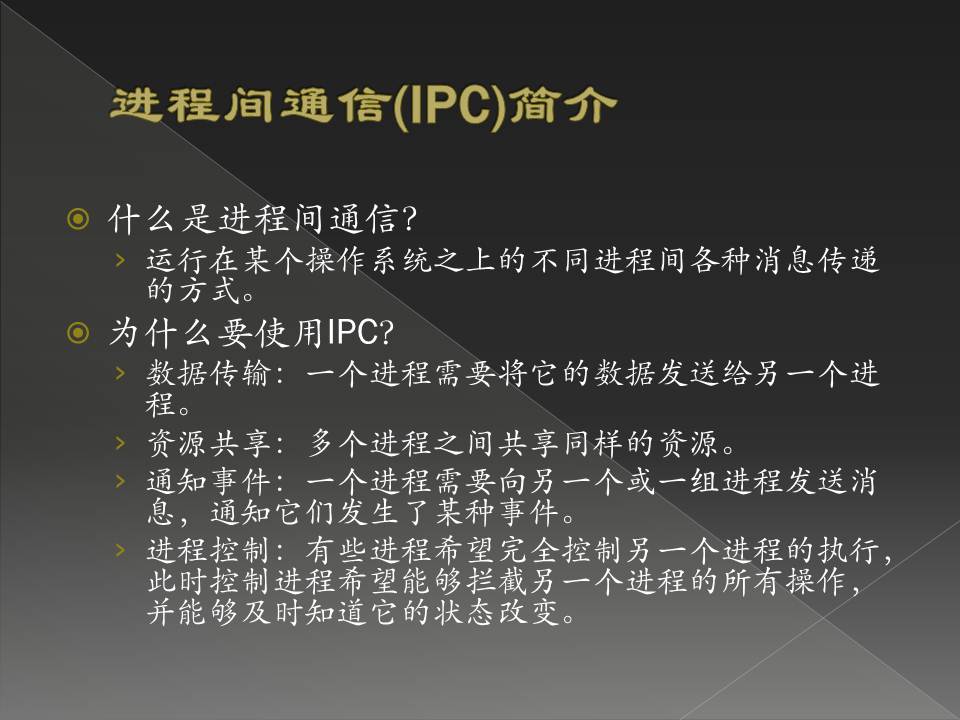 进程间通信(IPC)简介
什么是进程间通信？
运行在某个操作系统之上的不同进程间各种消息传递
的方式。
为什么要使用IPC？
数据传输：一个进程需要将它的数据发送给另一个进
程。
资源共享：多个进程之间共享同样的资源。
通知事件：一个进程需要向另一个或一组进程发送消
息，通知它们发生了某种事件。
进程控制：有些进程希望完全控制另一个进程的执行，
此时控制进程希望能够拦截另一个进程的所有操作，
并能够及时知道它的状态改变。